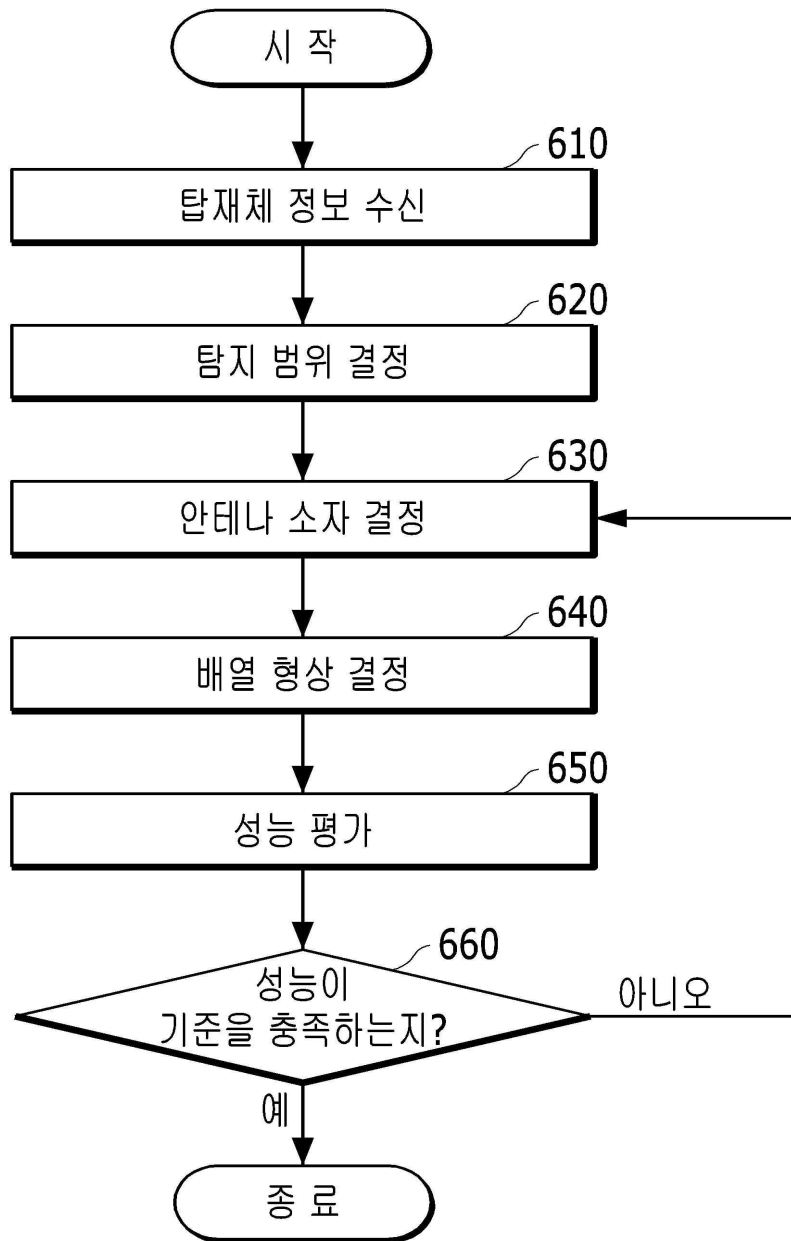 시 작
610
탑재체 정보 수신
620
탐지 범위 결정
630
안테나 소자 결정
640
배열 형상 결정
650
성능 평가
660
성능이
기준을 충족하는지?
아니오
예
종 료